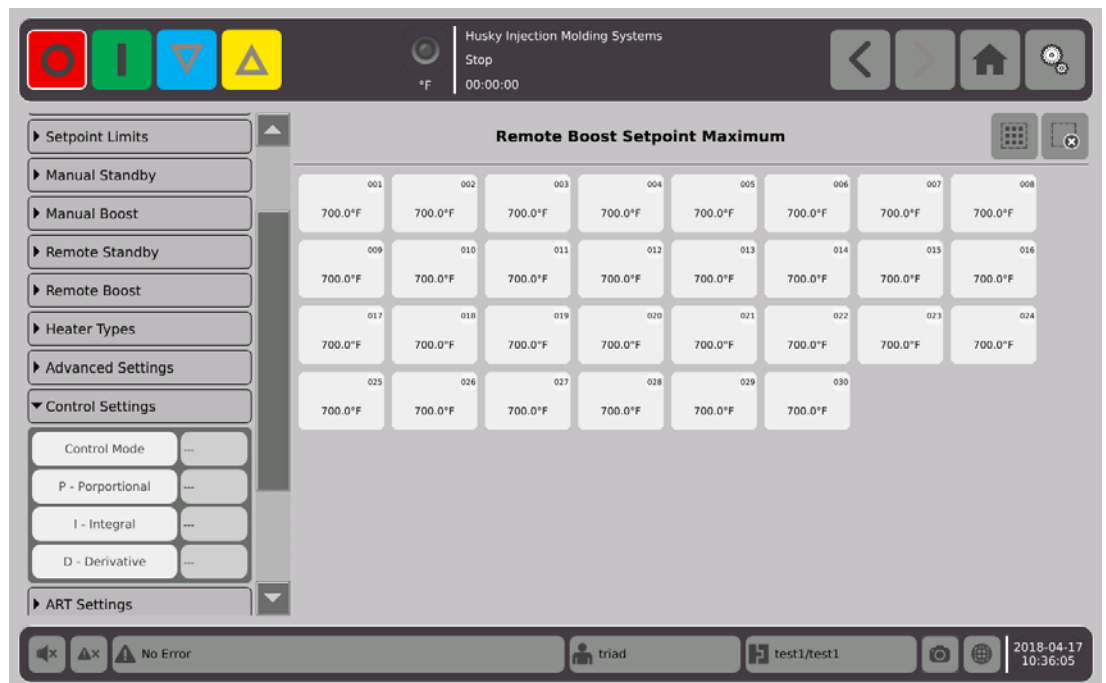 Husky Injection Molding Systems
Stop
°F
00:00:00
Setpoint Limits
Manual Standby
Manual Boost
Remote Standby
Remote Boost
Heater Types
Advanced Settings
Control Settings
Control Mode ---
P - Porportional ---
I - Integral ---
D - Derivative ---
ART Settings
Remote Boost Setpoint Maximum
001 002 003 004 005 006 007 008
700.0°F 700.0°F 700.0°F 700.0°F 700.0°F 700.0°F 700.0°F 700.0°F
009 010 011 012 013 014 015 016
700.0°F 700.0°F 700.0°F 700.0°F 700.0°F 700.0°F 700.0°F 700.0°F
017 018 019 020 021 022 023 024
700.0°F 700.0°F 700.0°F 700.0°F 700.0°F 700.0°F 700.0°F 700.0°F
025 026 027 028 029 030
700.0°F 700.0°F 700.0°F 700.0°F 700.0°F 700.0°F
No Error
triad
test1/test1
2018-04-17
10:36:05